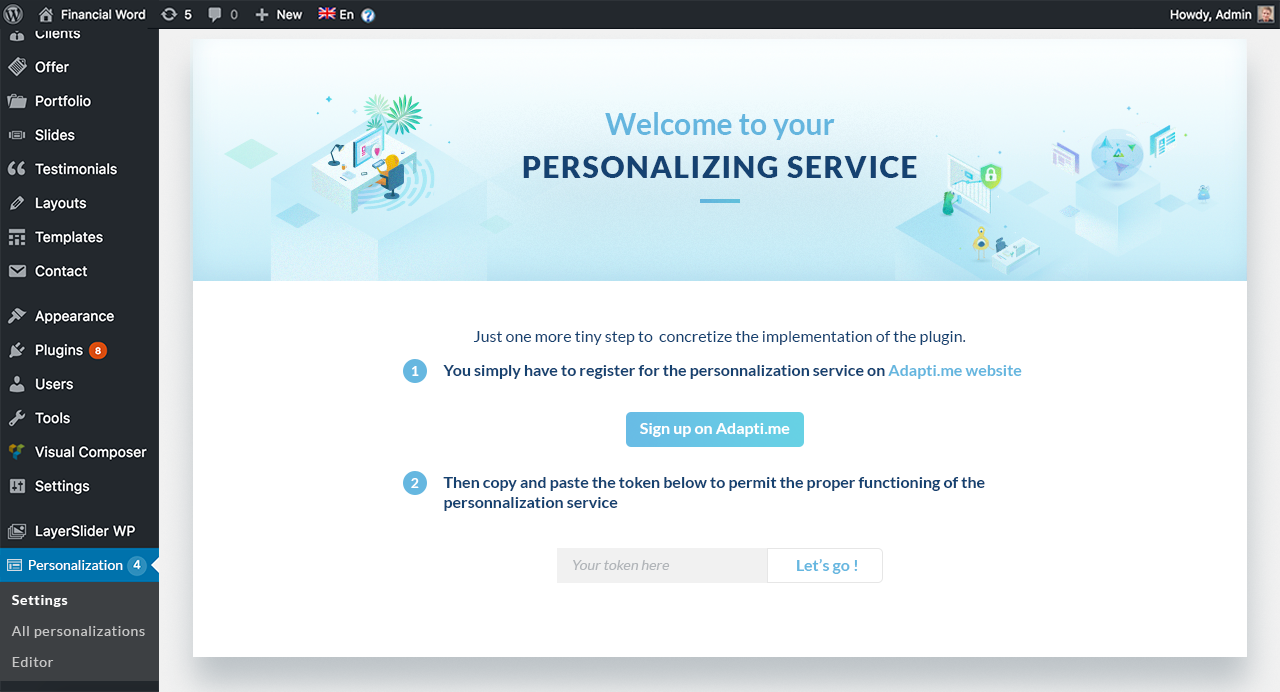 Financial Word
5
0
New
En
?
Howdy, Admin
Clients
Offer
Portfolio
Slides
Testimonials
Layouts
Templates
Contact
Appearance
Plugins 8
Users
Tools
Visual Composer
Settings
LayerSlider WP
Personalization 4
Settings
All personalizations
Editor
Welcome to your
PERSONALIZING SERVICE
Just one more tiny step to concretize the implementation of the plugin.
1 You simply have to register for the personnalization service on Adapti.me website
Sign up on Adapti.me
2 Then copy and paste the token below to permit the proper functioning of the
personnalization service
Your token here
Let's go !